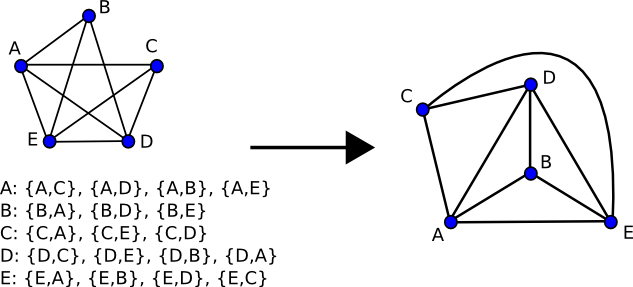 B
A
C
E
D
A: {A,C}, {A,D}, {A,B}, {A,E}
B: {B,A}, {B,D}, {B,E}
C: {C,A}, {C,E}, {C,D}
D: {D,C}, {D,E}, {D,B}, {D,A}
E: {E,A}, {E,B}, {E,D}, {E,C}
D
C
B
A
E